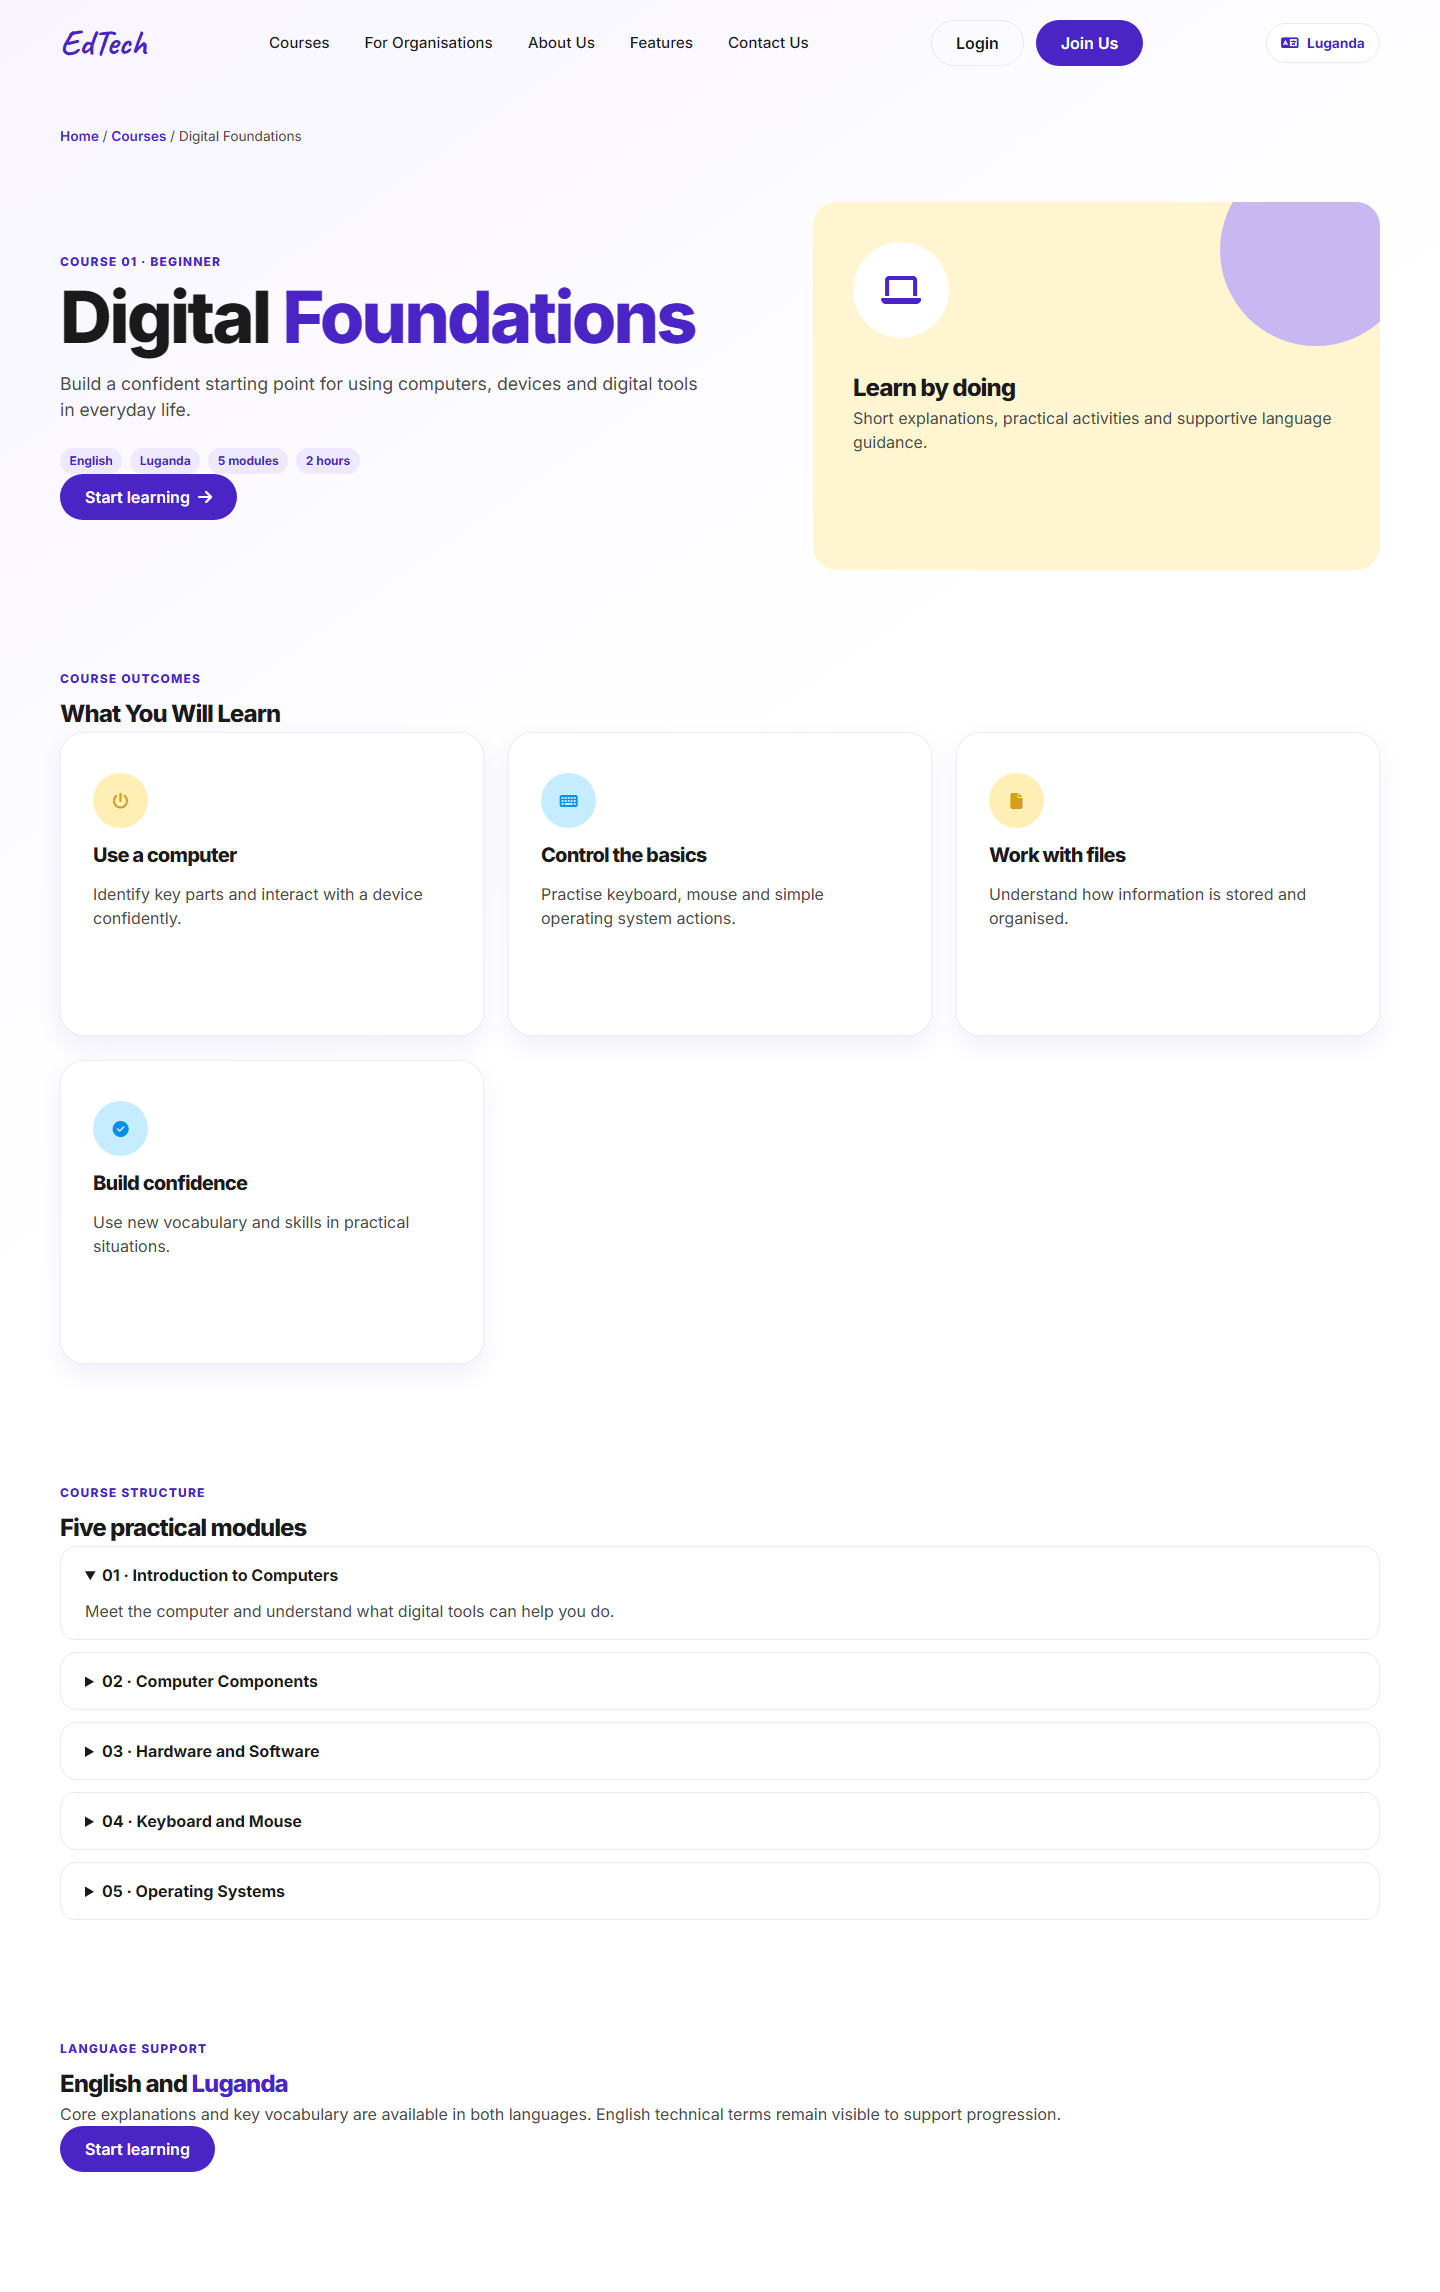 EdTech
Courses
For Organisations
About Us
Features
Contact Us
Login
Join Us
Luganda
Home / Courses / Digital Foundations
COURSE 01 · BEGINNER
Digital Foundations
Build a confident starting point for using computers, devices and digital tools
in everyday life.
English
Luganda
5 modules
2 hours
Start learning →
Learn by doing
Short explanations, practical activities and supportive language
guidance.
COURSE OUTCOMES
What You Will Learn
Use a computer
Identify key parts and interact with a device
confidently.
Control the basics
Practise keyboard, mouse and simple
operating system actions.
Work with files
Understand how information is stored and
organised.
Build confidence
Use new vocabulary and skills in practical
situations.
COURSE STRUCTURE
Five practical modules
01 · Introduction to Computers
Meet the computer and understand what digital tools can help you do.
02 · Computer Components
03 · Hardware and Software
04 · Keyboard and Mouse
05 · Operating Systems
LANGUAGE SUPPORT
English and Luganda
Core explanations and key vocabulary are available in both languages. English technical terms remain visible to support progression.
Start learning